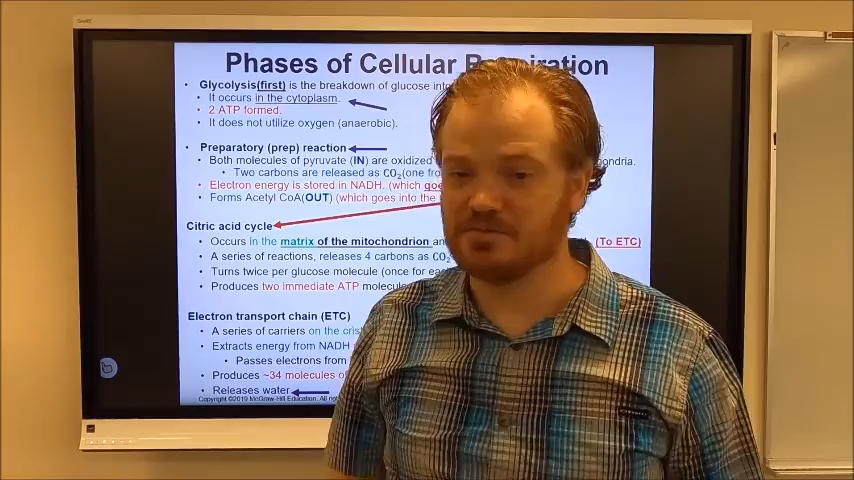 Phases of Cellular Respiration
• Glycolysis(first) is the breakdown of glucose into
• It occurs in the cytoplasm.
• 2 ATP formed.
• It does not utilize oxygen (anaerobic).
• Preparatory (prep) reaction
• Both molecules of pyruvate (IN) are oxidized
• Two carbons are released as CO₂(one
• Electron energy is stored in NADH. (which
• Forms Acetyl CoA(OUT) (which goes into the
Citric acid cycle
• Occurs in the matrix of the mitochondrion (To ETC)
• A series of reactions, releases 4 carbons as CO₂
• Turns twice per glucose molecule (once for
• Produces two immediate ATP
Electron transport chain (ETC)
• A series of carriers on the
• Extracts energy from NADH
• Passes electrons from
• Produces ~34 molecules
• Releases water
Copyright©2019 McGraw-Hill Education. All